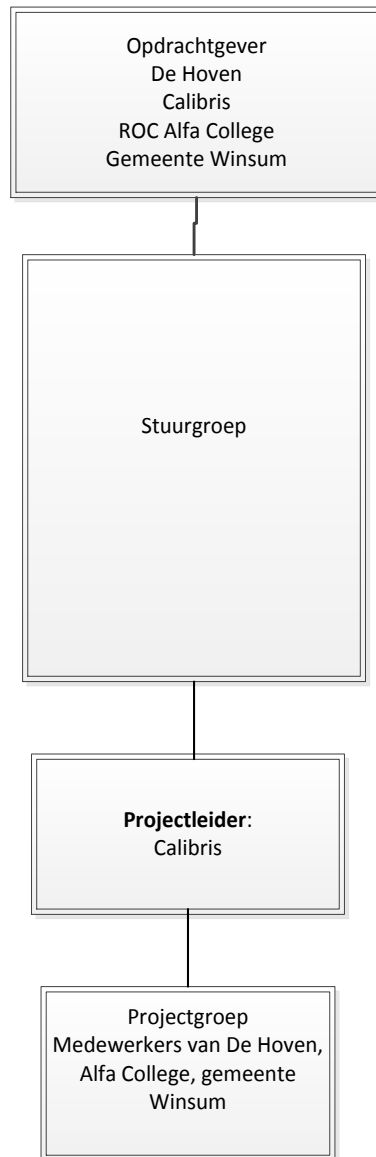 Opdrachtgever
De Hoven
Calibris
ROC Alfa College
Gemeente Winsum
Stuurgroep
Projectleider:
Calibris
Projectgroep
Medewerkers van De Hoven,
Alfa College, gemeente
Winsum